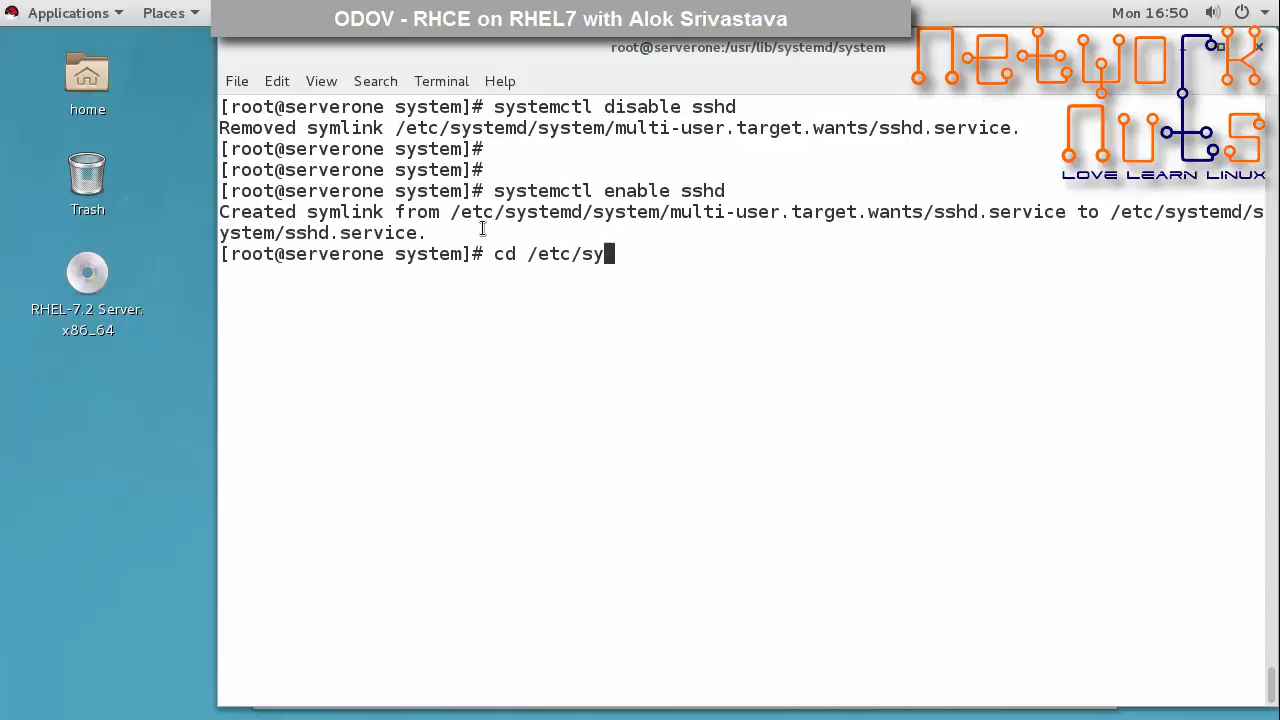 Applications Places
ODOV - RHCE on RHEL7 with Alok Srivastava
Mon 16:50
root@serverone:/usr/lib/systemd/system
File Edit View Search Terminal Help
[root@serverone system]# systemctl disable sshd
Removed symlink /etc/systemd/system/multi-user.target.wants/sshd.service.
[root@serverone system]#
[root@serverone system]#
[root@serverone system]# systemctl enable sshd
Created symlink from /etc/systemd/system/multi-user.target.wants/sshd.service to /etc/systemd/s
ystem/sshd.service.
[root@serverone system]# cd /etc/sy
home
Trash
RHEL-7.2 Server.
x86_64
NETWORK
NUTS
LOVE LEARN LINUX